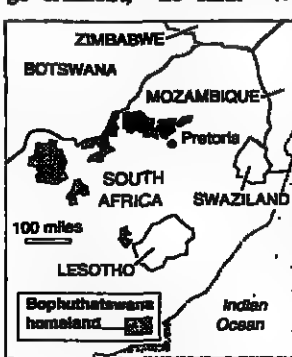 ZIMBABWE
BOTSWANA
MOZAMBIQUE
Pretoria
SOUTH
AFRICA
SWAZILAND
100 miles
LESOTHO
Bophuthatswana
homeland
Indian
Ocean